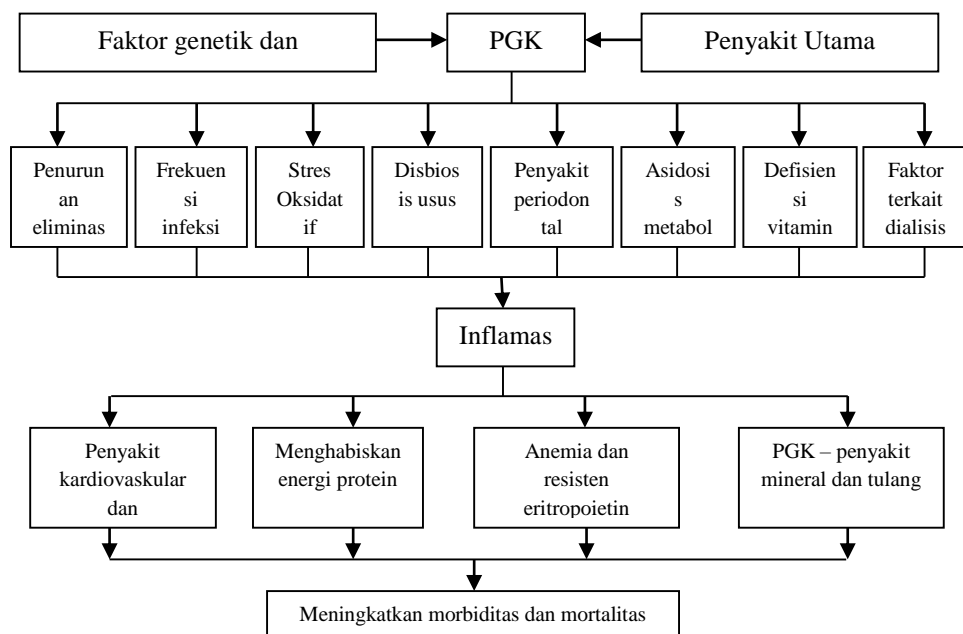 Faktor genetik dan
PGK
Penyakit Utama
Penurun
an
eliminas
Frekuen
si
infeksi
Stres
Oksidat
if
Disbios
is usus
Penyakit
periodon
tal
Asidosi
s
metabol
Defisien
si
vitamin
Faktor
terkait
dialisis
Inflamas
Penyakit
kardiovaskular
dan
Menghabiskan
energi protein
Anemia dan
resisten
eritropoietin
PGK – penyakit
mineral dan tulang
Meningkatkan morbiditas dan mortalitas